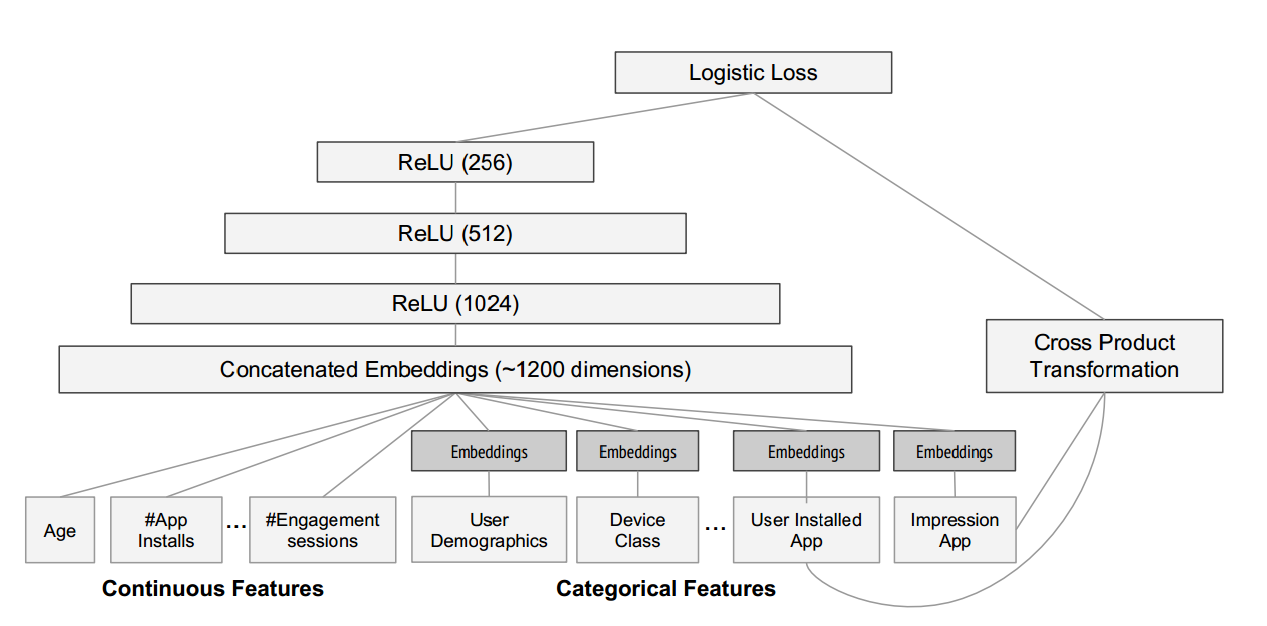 Logistic Loss
ReLU (256)
ReLU (512)
ReLU (1024)
Concatenated Embeddings (~1200 dimensions)
Cross Product
Transformation
Embeddings
Embeddings
Embeddings
Embeddings
Age
#App
Installs
...
#Engagement
sessions
User
Demographics
Device
Class
...
User Installed
App
Impression
App
Continuous Features
Categorical Features